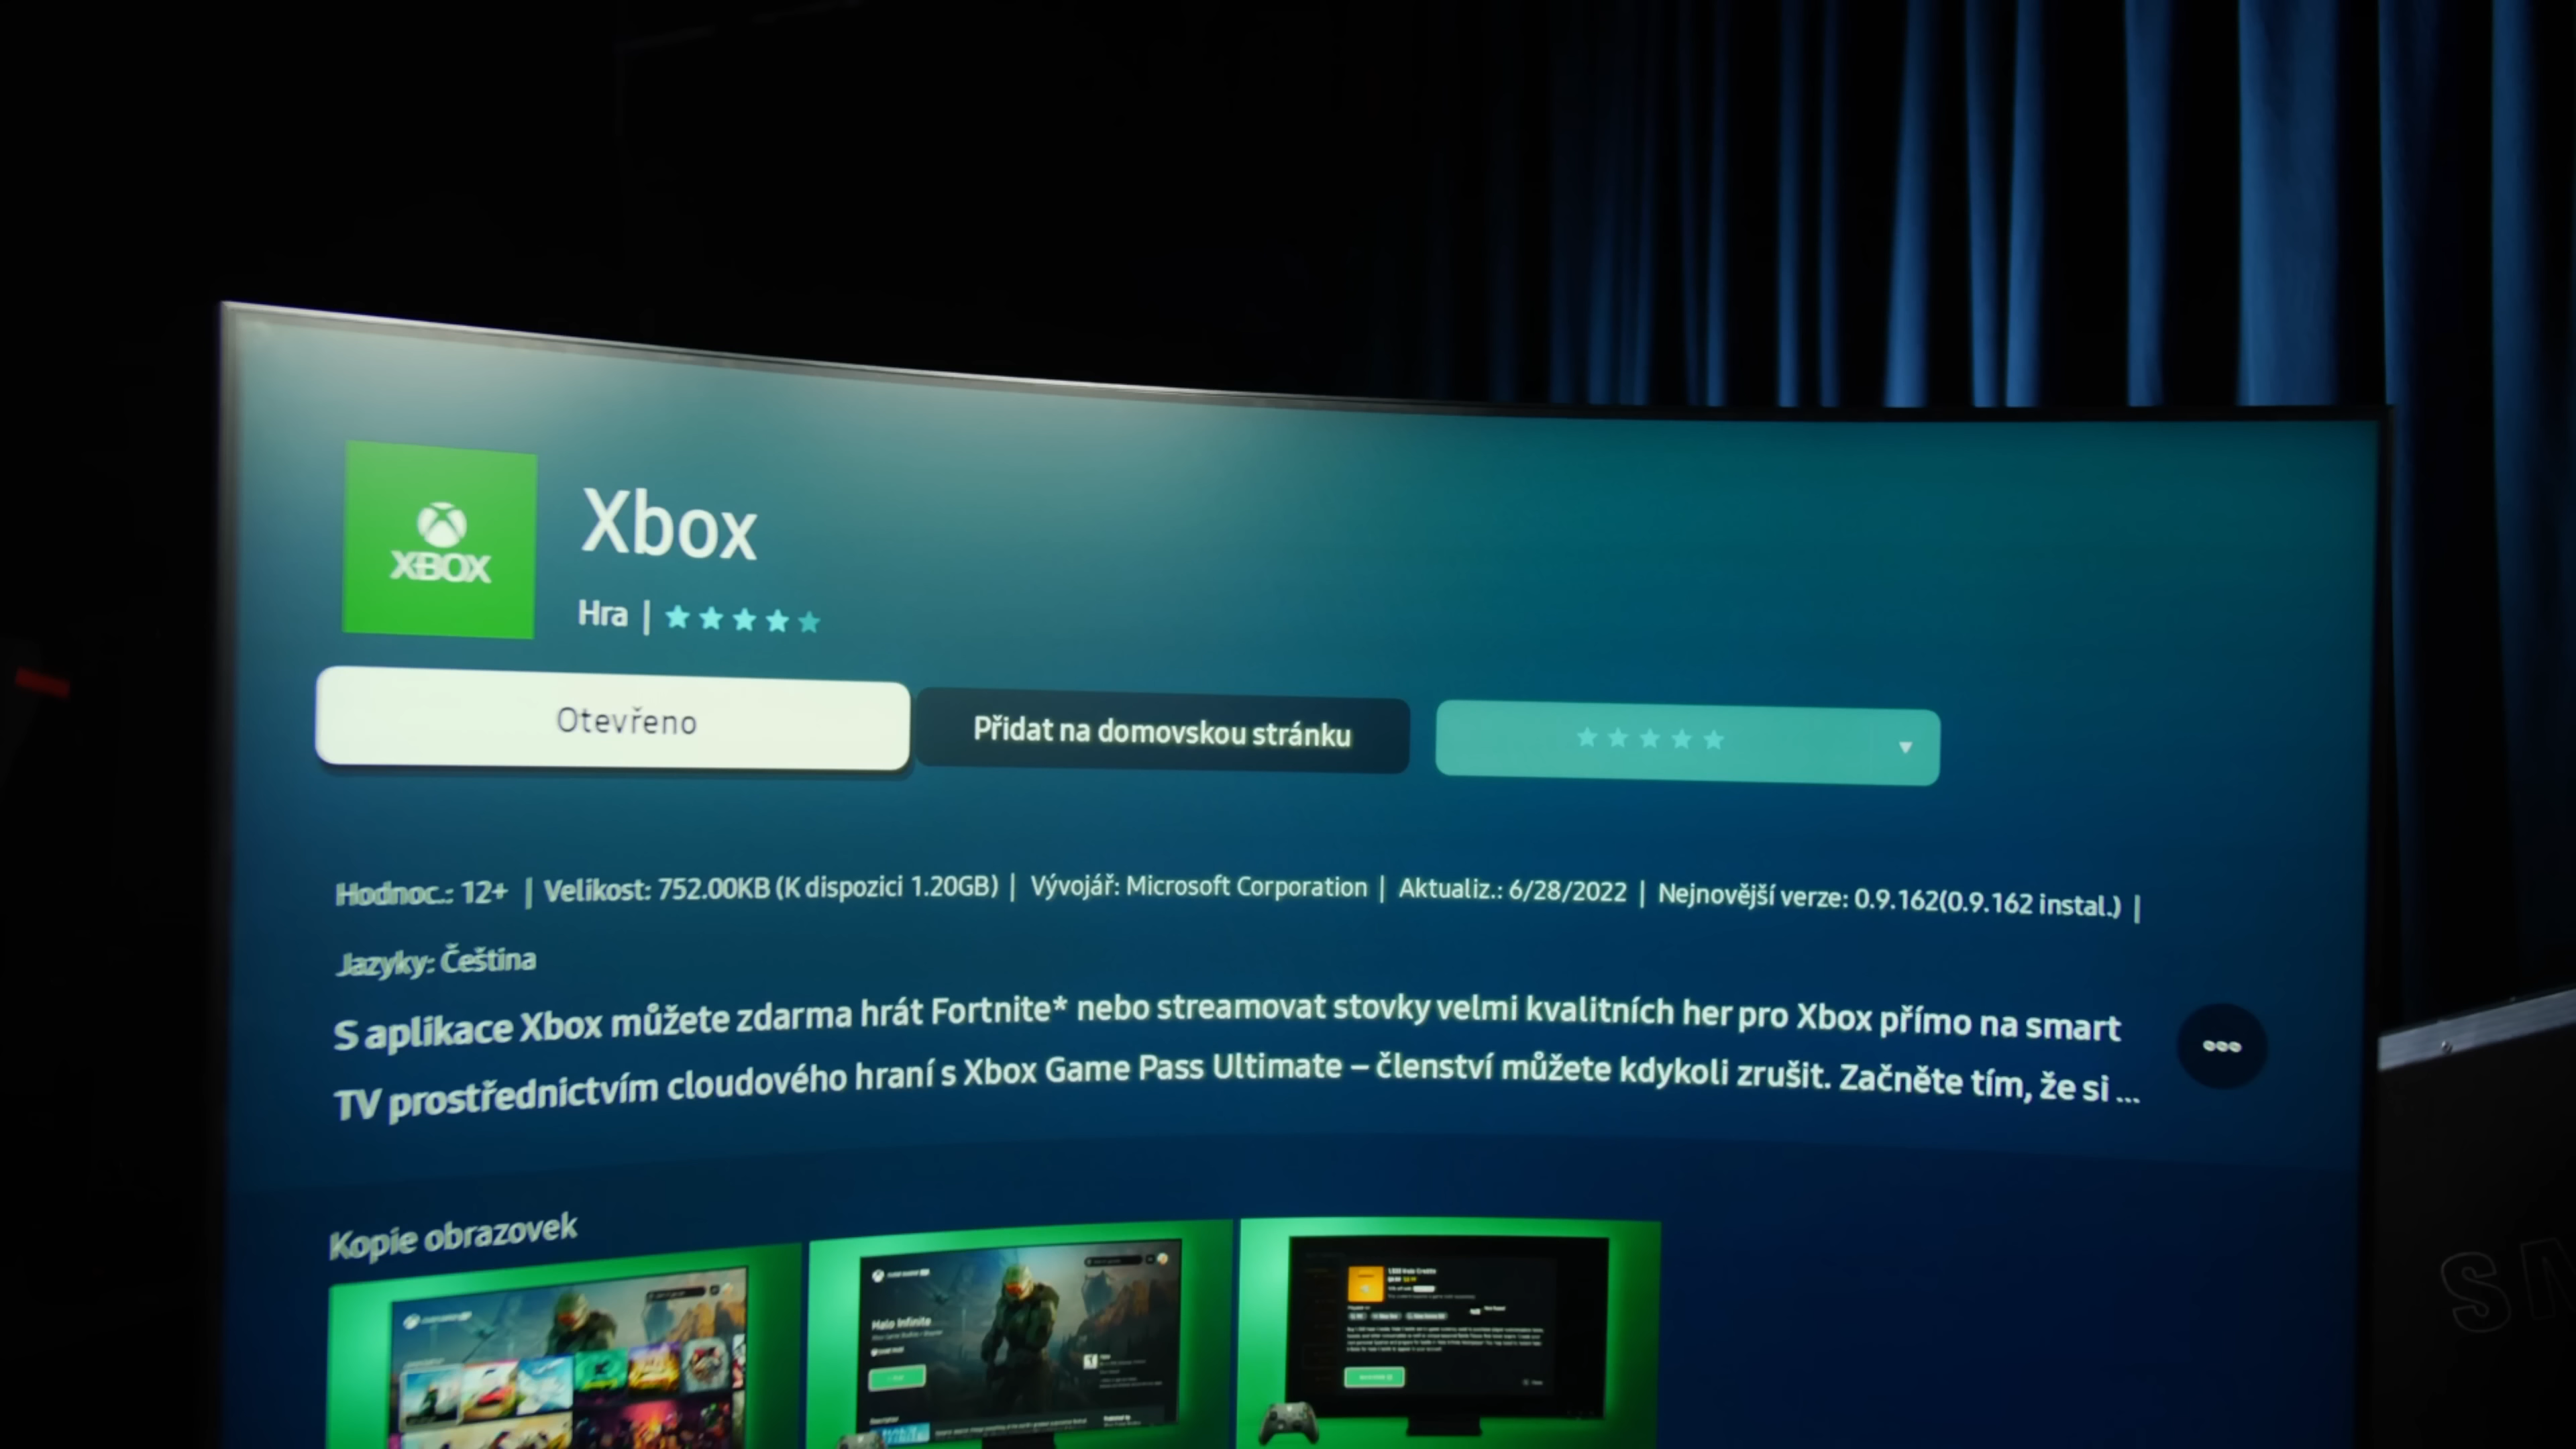 XBOX
Xbox
Hra |
Otevřeno
Přidat na domovskou stránku
Hodnoc.: 12+ | Velikost: 752.00KB (K dispozici 1.20GB) | Vývojář: Microsoft Corporation | Aktualiz.: 6/28/2022 | Nejnovější verze: 0.9.162(0.9.162 instal.) |
Jazyky: Čeština
S aplikace Xbox můžete zdarma hrát Fortnite* nebo streamovat stovky velmi kvalitních her pro Xbox přímo na smart
TV prostřednictvím cloudového hraní s Xbox Game Pass Ultimate – členství můžete kdykoli zrušit. Začněte tím, že si ...
Kopie obrazovek
Halo Infinite
SA